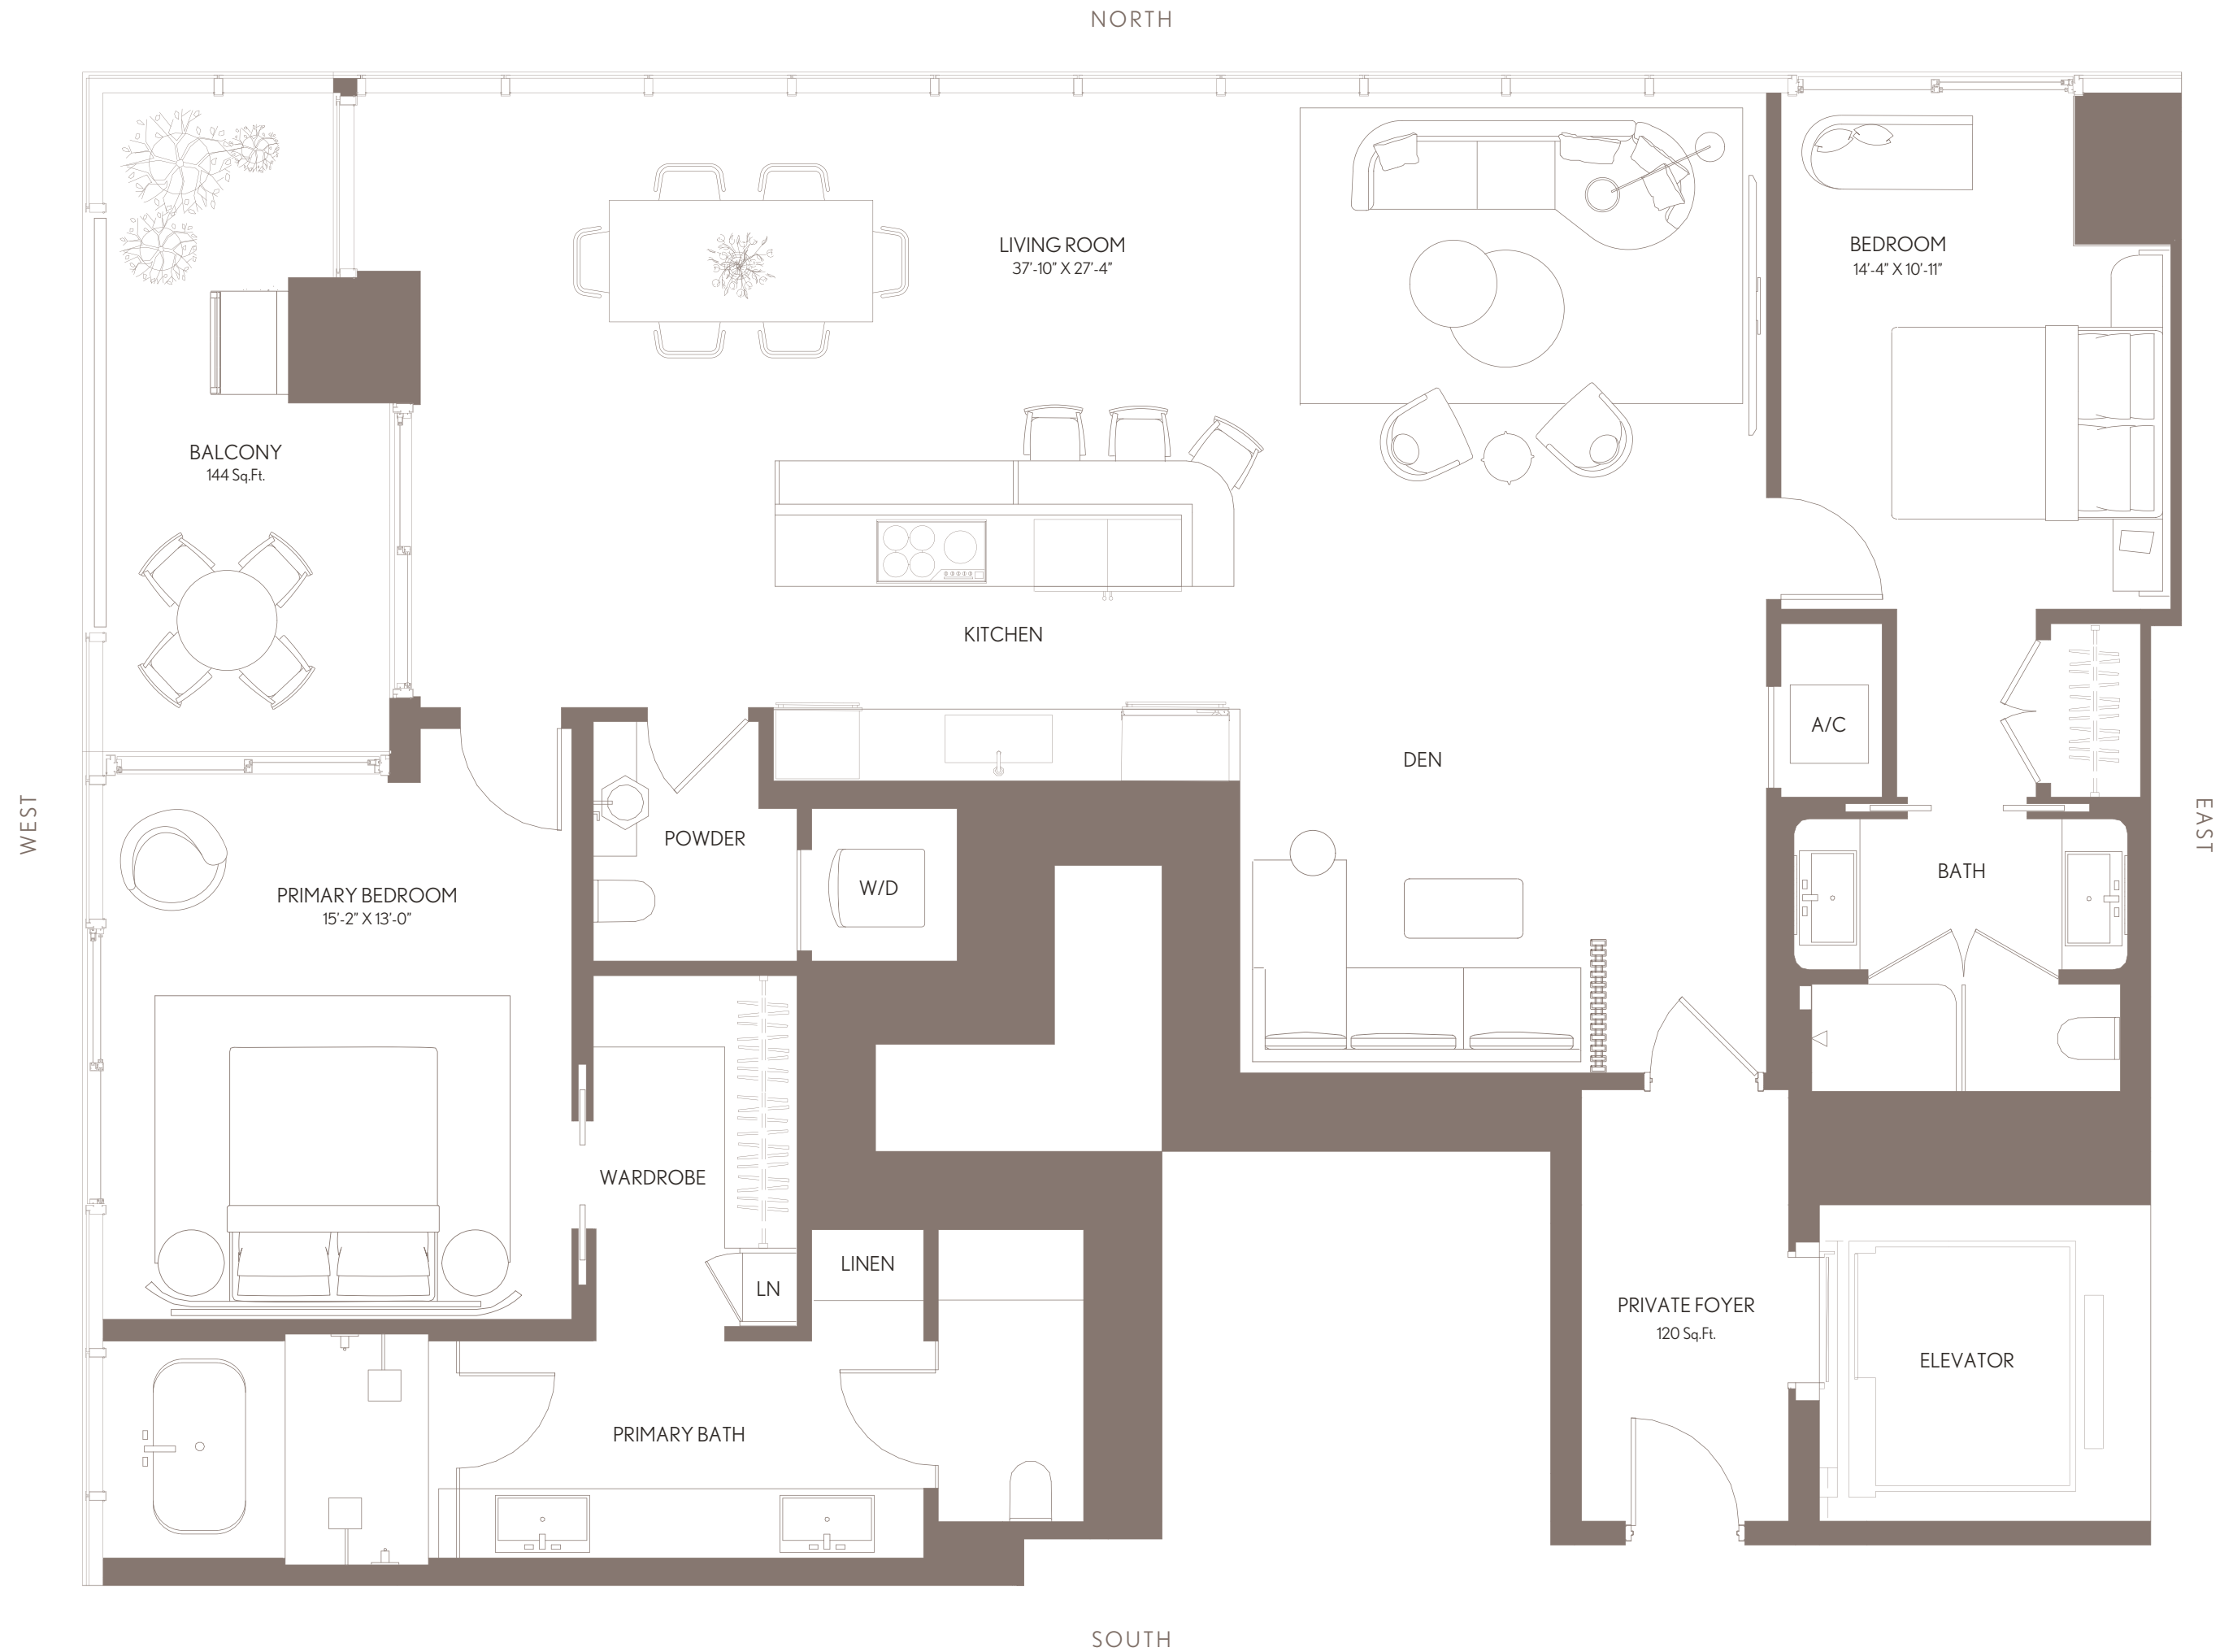 NORTH
LIVING ROOM
37'-10" X 27'-4"
BEDROOM
14'-4" X 10'-11"
BALCONY
144 Sq.Ft.
KITCHEN
A/C
DEN
WEST
EAST
POWDER
BATH
W/D
PRIMARY BEDROOM
15'-2" X 13'-0"
WARDROBE
LINEN
LN
PRIVATE FOYER
120 Sq.Ft.
ELEVATOR
PRIMARY BATH
SOUTH